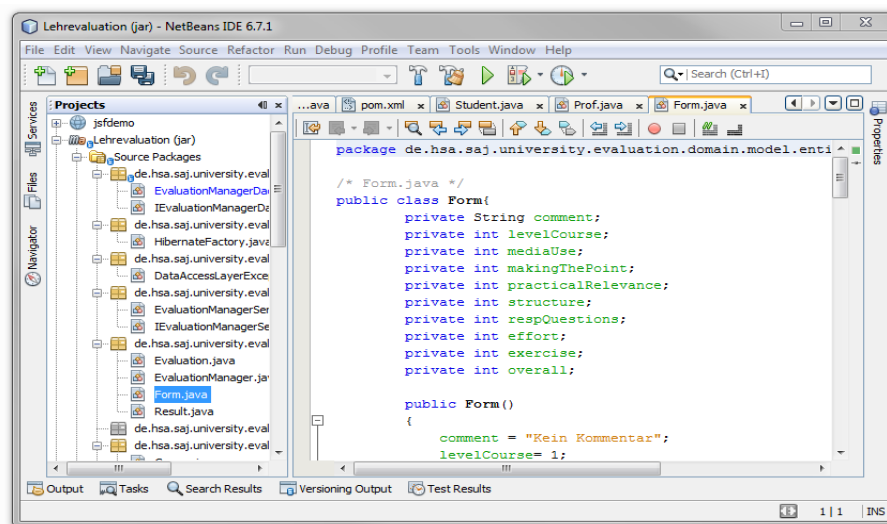 Lehrevaluation (jar) - NetBeans IDE 6.7.1
File Edit View Navigate Source Refactor Run Debug Profile Team Tools Window Help
Search (Ctrl+I)
Services
Files
Navigator
Projects
jsfdemo
Lehrevaluation (jar)
Source Packages
de.hsa.saj.university.eval
EvaluationManagerDa
IEvaluationManagerDa
de.hsa.saj.university.eval
HibernateFactory.java
de.hsa.saj.university.eval
DataAccessLayerExce
de.hsa.saj.university.eval
EvaluationManagerSer
IEvaluationManagerSe
de.hsa.saj.university.eval
Evaluation.java
EvaluationManager.jav
Form.java
Result.java
de.hsa.saj.university.eval
de.hsa.saj.university.eval
...ava pom.xml x Student.java x Prof.java x Form.java x
package de.hsa.saj.university.evaluation.domain.model.enti
/* Form.java */
public class Form{
private String comment;
private int levelCourse;
private int mediaUse;
private int makingThePoint;
private int practicalRelevance;
private int structure;
private int respQuestions;
private int effort;
private int exercise;
private int overall;
public Form()
{
comment = "Kein Kommentar";
levelCourse= 1;
Properties
Output Tasks Search Results Versioning Output Test Results
1 | 1 INS